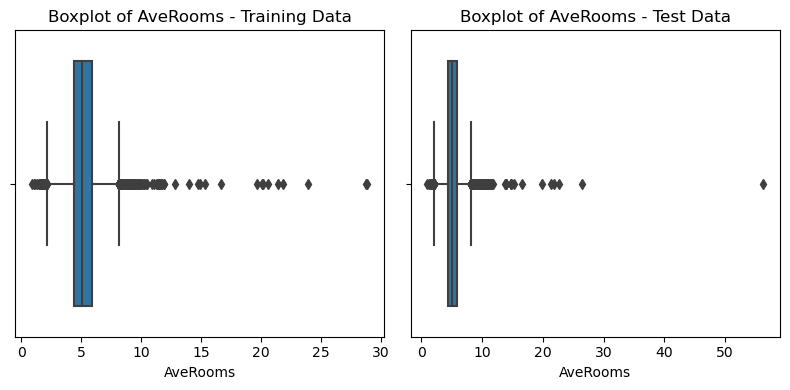 Boxplot of AveRooms - Training Data
0 5 10 15 20 25 30
AveRooms
Boxplot of AveRooms - Test Data
0 10 20 30 40 50
AveRooms